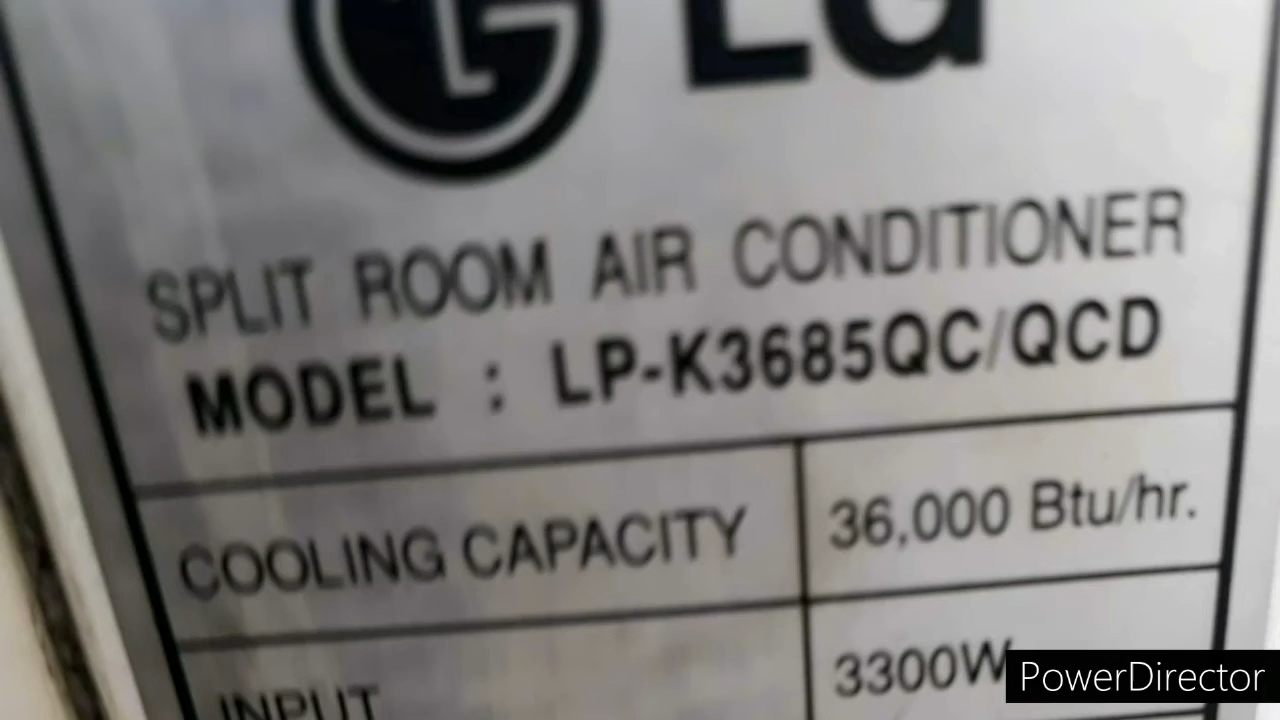 LG
SPLIT ROOM AIR CONDITIONER
MODEL : LP-K3685QC/QCD
COOLING CAPACITY 36,000 Btu/hr.
INPUT 3300W
PowerDirector